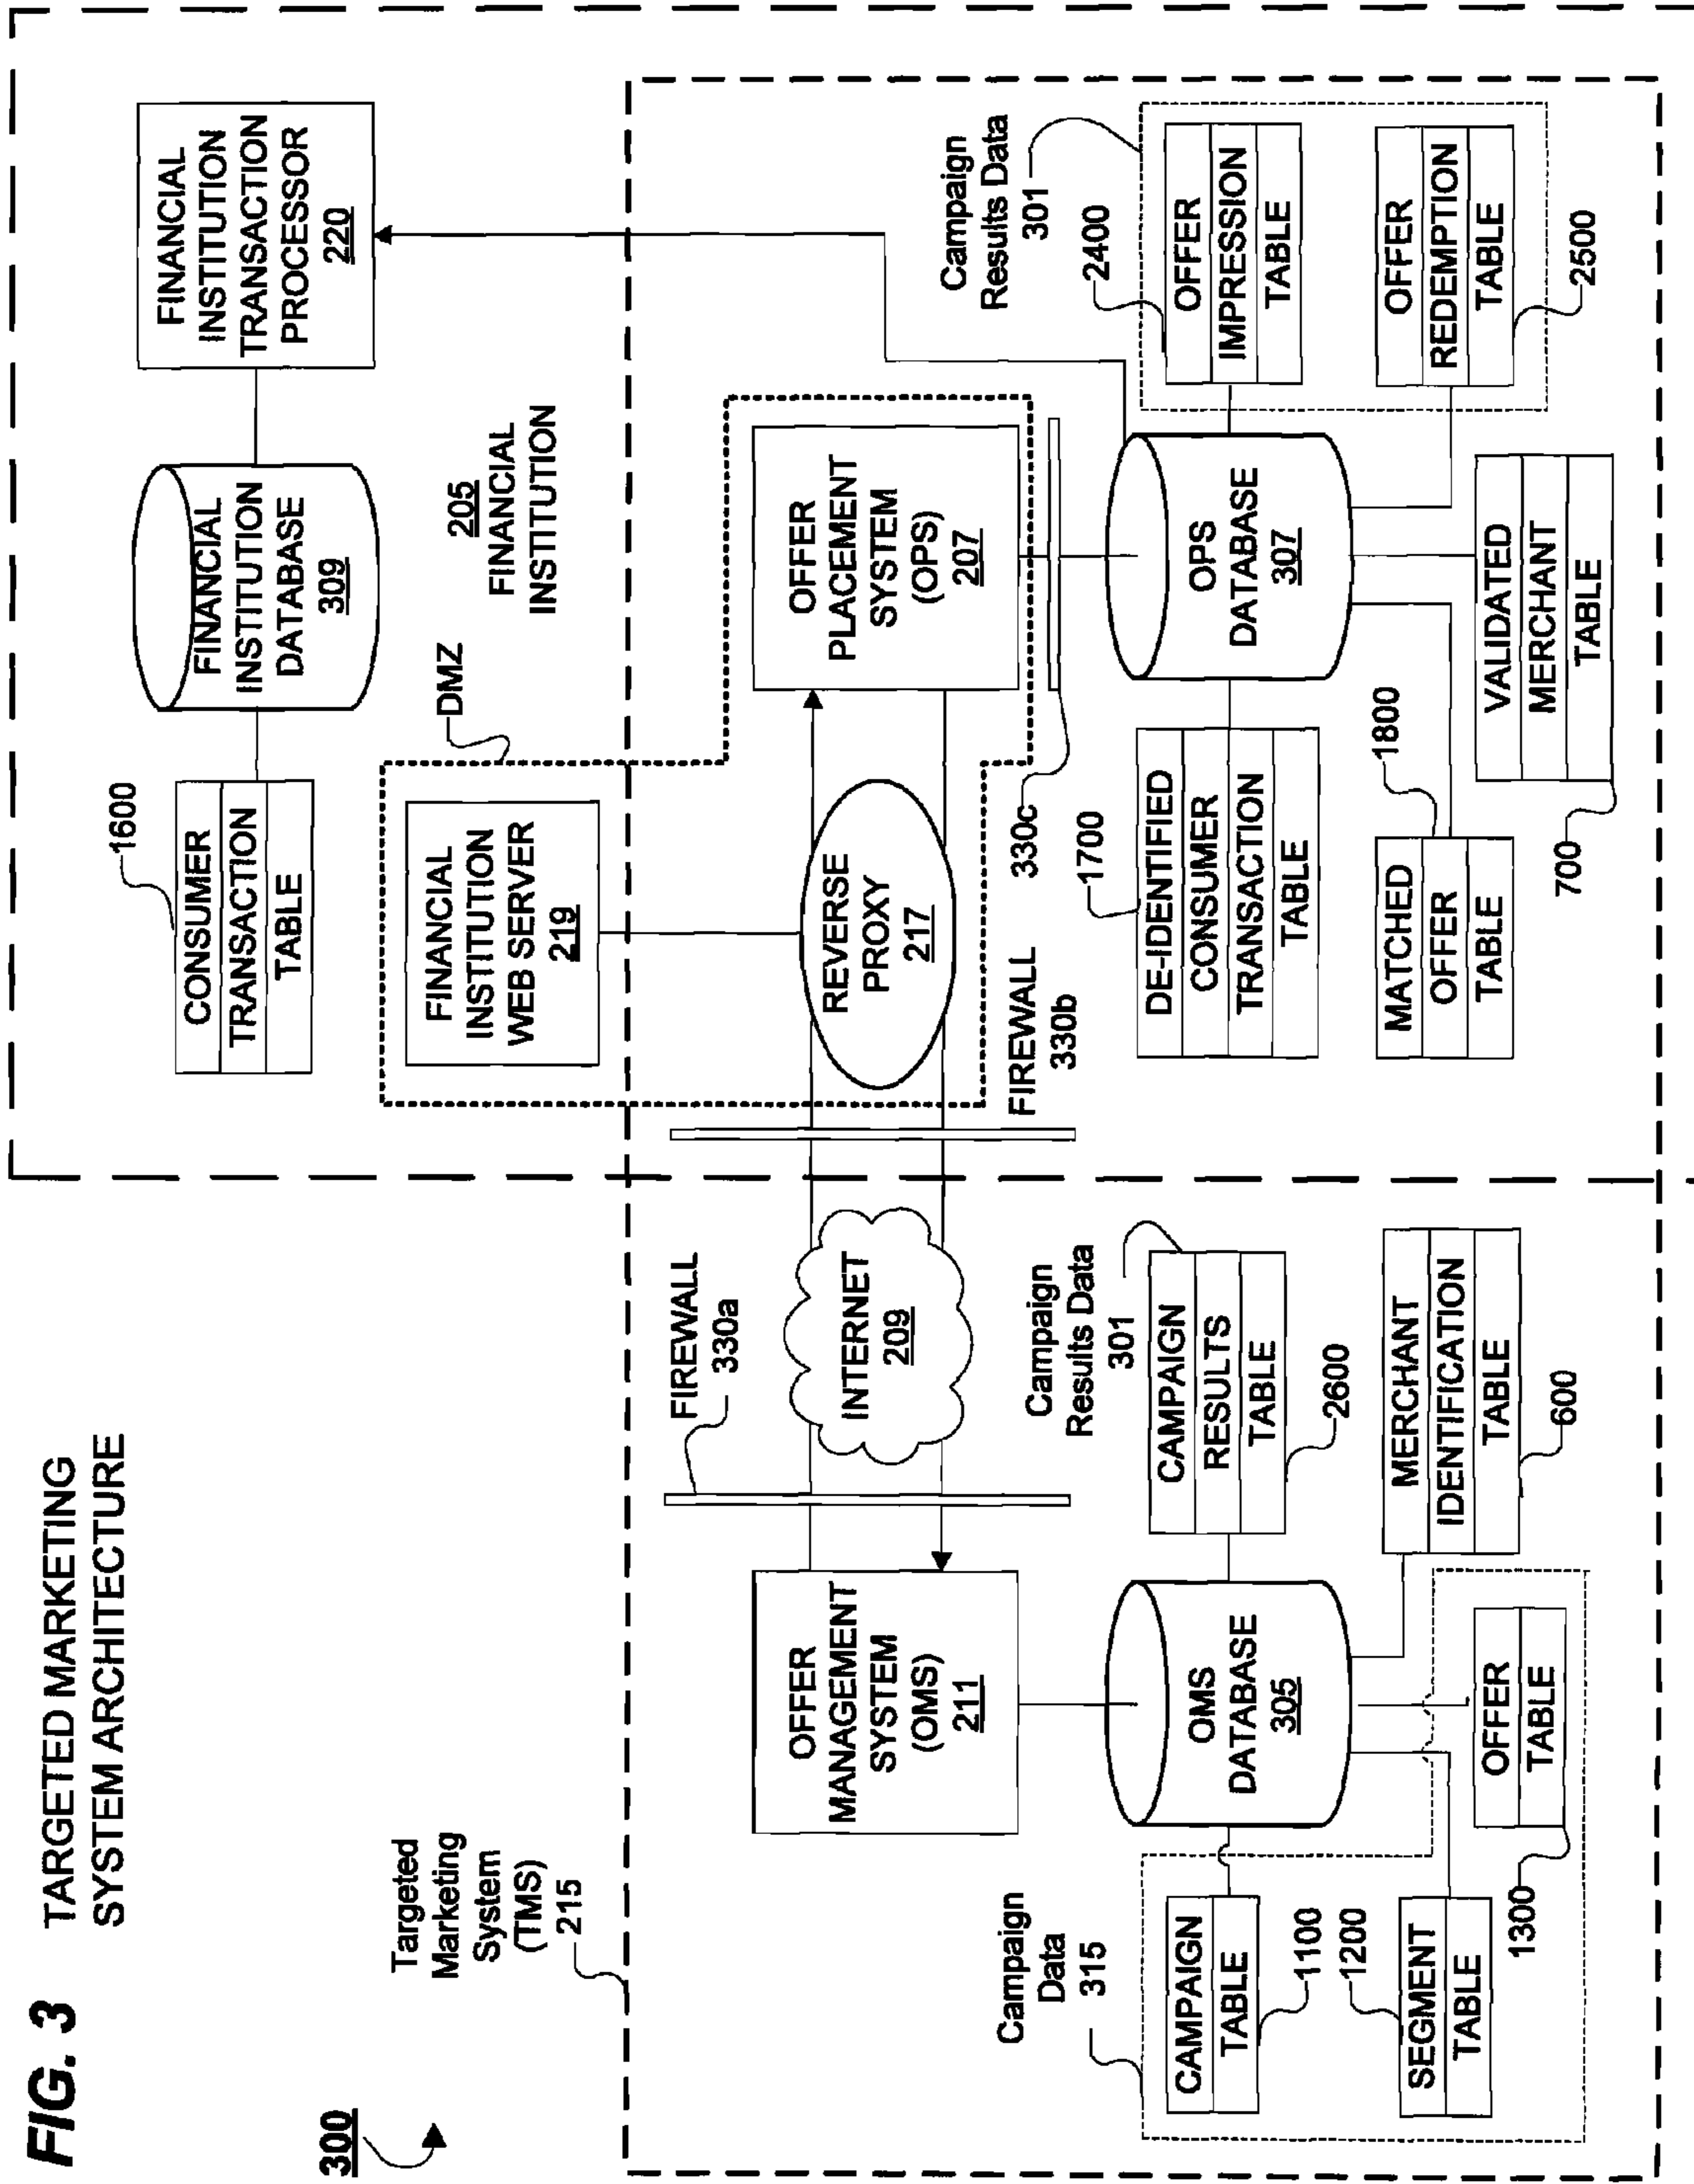 FIG. 3
TARGETED MARKETING
SYSTEM ARCHITECTURE
300
Targeted
Marketing
System
(TMS)
215
FIREWALL
330a
OFFER
MANAGEMENT
SYSTEM
(OMS)
211
INTERNET
209
Campaign
Data
315
CAMPAIGN
TABLE
1100
1200
SEGMENT
TABLE
1300
OFFER
TABLE
OMS
DATABASE
305
Campaign
Results Data
301
CAMPAIGN
RESULTS
TABLE
2600
MERCHANT
IDENTIFICATION
TABLE
600
1600
CONSUMER
TRANSACTION
TABLE
FINANCIAL
INSTITUTION
DATABASE
309
FINANCIAL
INSTITUTION
TRANSACTION
PROCESSOR
220
DMZ
205
FINANCIAL
INSTITUTION
FINANCIAL
INSTITUTION
WEB SERVER
219
REVERSE
PROXY
217
OFFER
PLACEMENT
SYSTEM
(OPS)
207
FIREWALL
330b
330c
1700
DE-IDENTIFIED
CONSUMER
TRANSACTION
TABLE
OPS
DATABASE
307
MATCHED
OFFER
TABLE
1800
VALIDATED
MERCHANT
TABLE
700
Campaign
Results Data
301
2400
OFFER
IMPRESSION
TABLE
OFFER
REDEMPTION
TABLE
2500